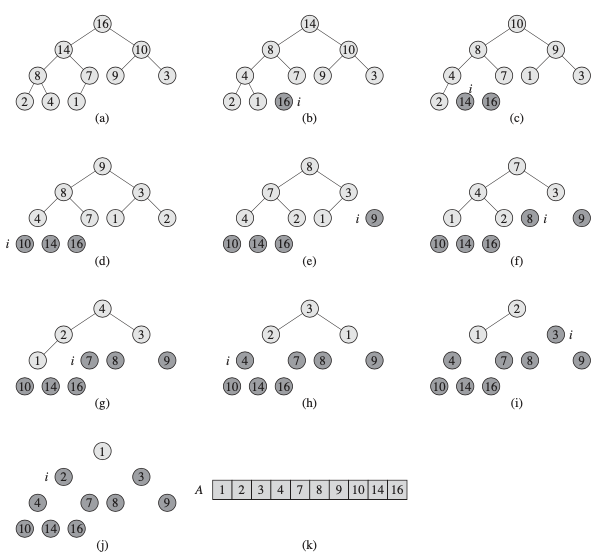 16 14 16 10
14 10 8 10 8 9
8 7 9 3 4 7 9 3 4 7 1 3
i
2 4 1 2 1 16 i 2 14 16
(a) (b) (c)
9 8 7
8 3 7 3 4 3
4 7 1 2 4 2 1 i 9 1 2 8 i 9
i 10 14 16 10 14 16 10 14 16
(d) (e) (f)
4 3 2
2 3 2 1 1 3 i
1 i 7 8 9 i 4 7 8 9 4 7 8 9
10 14 16 10 14 16 10 14 16
(g) (h) (i)
1
i 2 3
A 1 2 3 4 7 8 9 10 14 16
4 7 8 9
10 14 16
(j) (k)